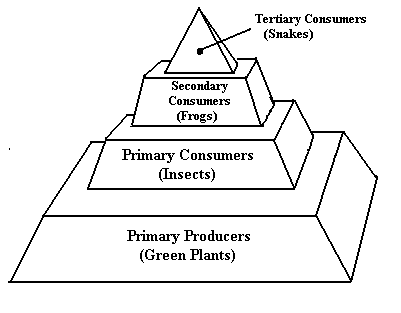 Tertiary Consumers
(Snakes)
Secondary
Consumers
(Frogs)
Primary Consumers
(Insects)
Primary Producers
(Green Plants)